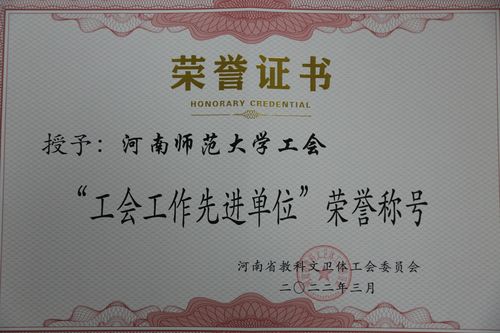 荣誉证书
HONORARY CREDENTIAL
授予：河南师范大学工会
“工会工作先进单位”荣誉称号
河南省教科文卫体工会委员会
二〇二二年三月